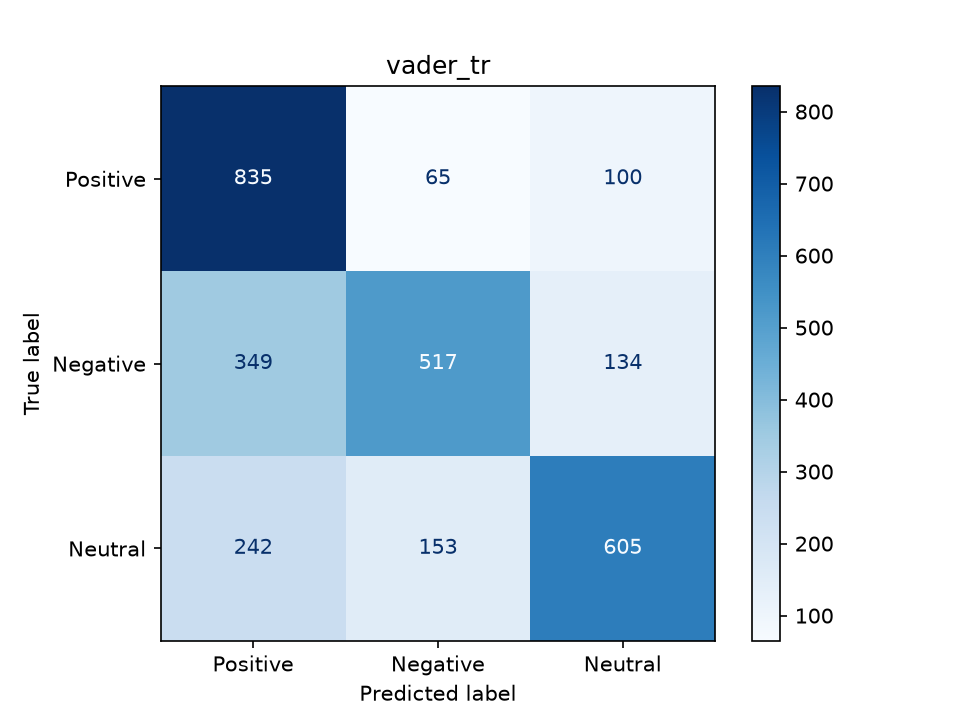 vader_tr
True label
Positive 835 65 100
Negative 349 517 134
Neutral 242 153 605
Positive Negative Neutral
Predicted label
800
700
600
500
400
300
200
100